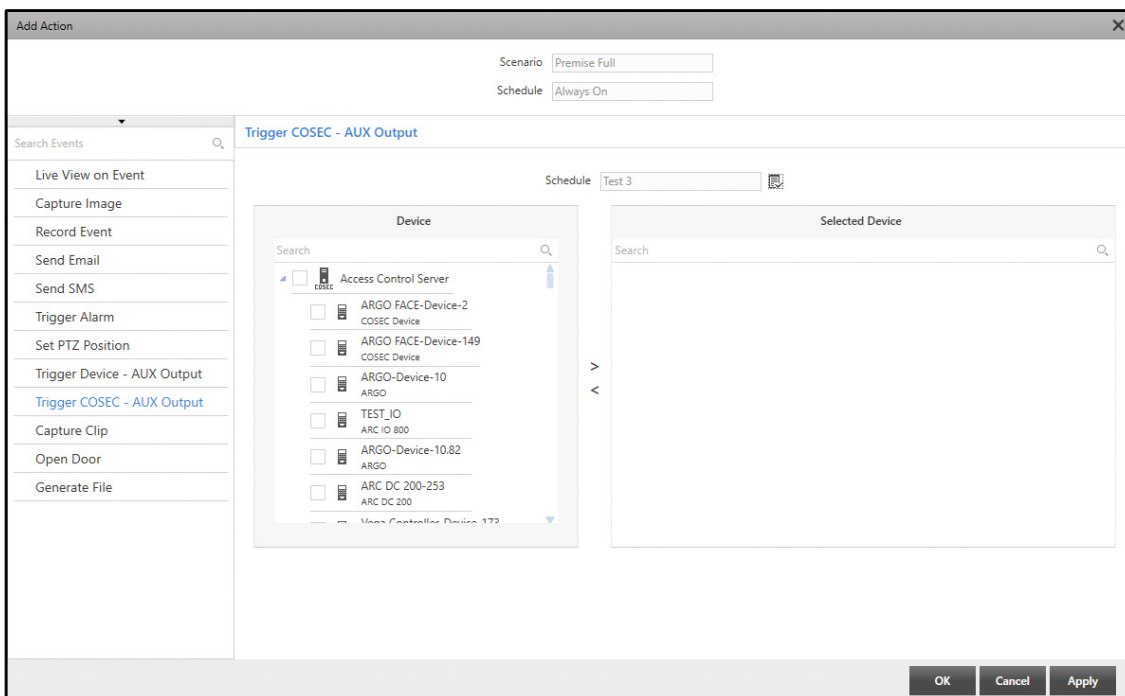 Add Action
Scenario Premise Full
Schedule Always On
Search Events
Live View on Event
Capture Image
Record Event
Send Email
Send SMS
Trigger Alarm
Set PTZ Position
Trigger Device - AUX Output
Trigger COSEC - AUX Output
Capture Clip
Open Door
Generate File
Trigger COSEC - AUX Output
Schedule Test 3
Device
Search
COSEC Access Control Server
ARGO FACE-Device-2
COSEC Device
ARGO FACE-Device-149
COSEC Device
ARGO-Device-10
ARGO
TEST_IO
ARC IO 800
ARGO-Device-10.82
ARGO
ARC DC 200-253
ARC DC 200
Vega Controller-Device-173
>
<
Selected Device
Search
OK Cancel Apply